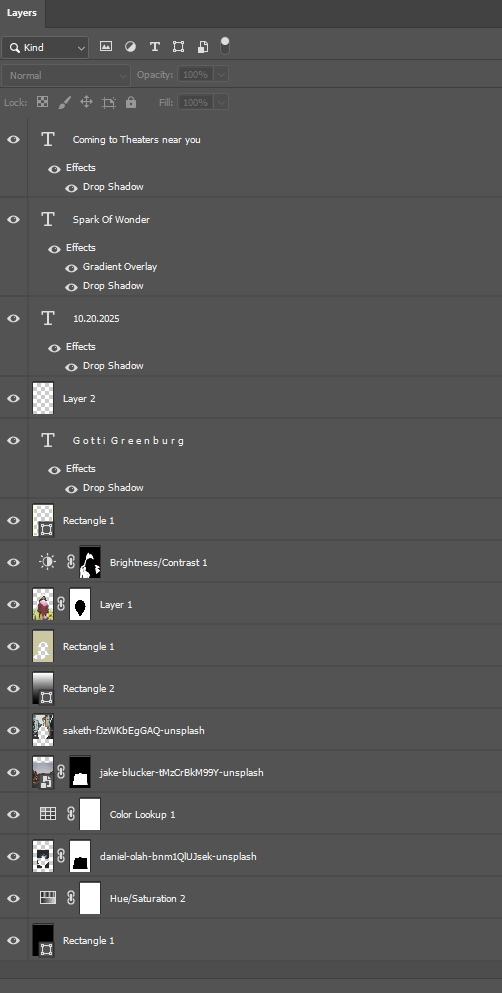 Layers
Kind
Normal
Opacity: 100%
Lock: Fill: 100%
Coming to Theaters near you
Effects
Drop Shadow
Spark Of Wonder
Effects
Gradient Overlay
Drop Shadow
10.20.2025
Effects
Drop Shadow
Layer 2
G o t t i  G r e e n b u r g
Effects
Drop Shadow
Rectangle 1
Brightness/Contrast 1
Layer 1
Rectangle 1
Rectangle 2
saketh-fJzWKbEgGAQ-unsplash
jake-blucker-tMzCrBkM99Y-unsplash
Color Lookup 1
daniel-olah-bnm1QlUJsek-unsplash
Hue/Saturation 2
Rectangle 1